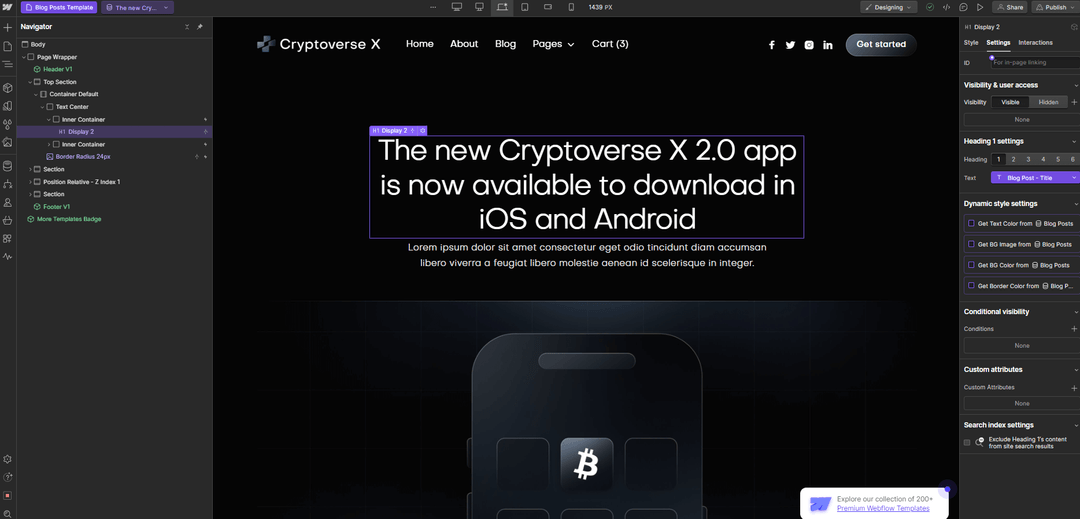 Blog Posts Template
The new Cry...
1439 PX
Designing
Share
Publish
Navigator
Body
Page Wrapper
Header V1
Top Section
Container Default
Text Center
Inner Container
H1 Display 2
Inner Container
Border Radius 24px
Section
Position Relative - Z Index 1
Section
Footer V1
More Templates Badge
Cryptoverse X
Home
About
Blog
Pages
Cart (3)
Get started
H1 Display 2
The new Cryptoverse X 2.0 app
is now available to download in
iOS and Android
Lorem ipsum dolor sit amet consectetur eget odio tincidunt diam accumsan
libero viverra a feugiat libero molestie aenean id scelerisque in integer.
Explore our collection of 200+
Premium Webflow Templates
H1 Display 2
Style
Settings
Interactions
ID
For in-page linking
Visibility & user access
Visibility
Visible
Hidden
None
Heading 1 settings
Heading
1
2
3
4
5
6
Text
Blog Post - Title
Dynamic style settings
Get Text Color from Blog Posts
Get BG Image from Blog Posts
Get BG Color from Blog Posts
Get Border Color from Blog P...
Conditional visibility
Conditions
None
Custom attributes
Custom Attributes
None
Search index settings
Exclude Heading 1's content
from site search results